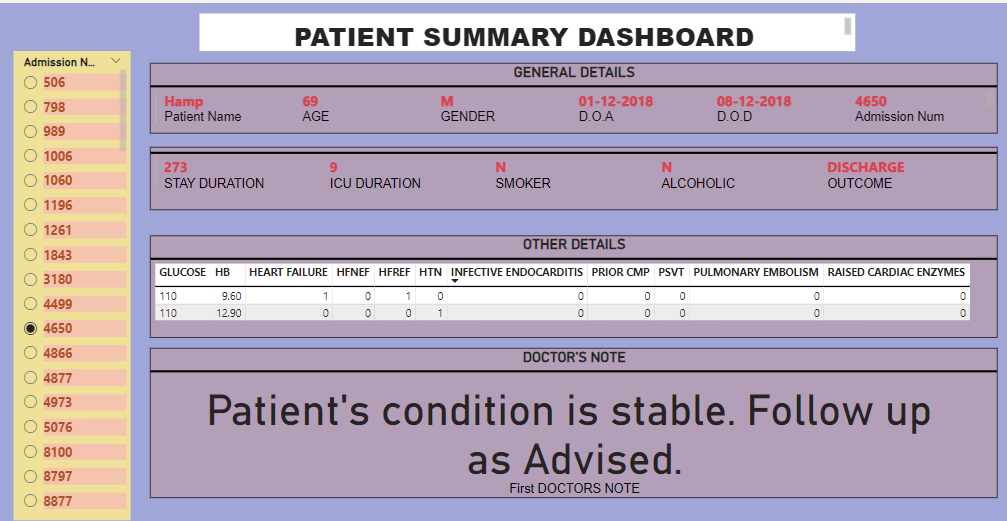 PATIENT SUMMARY DASHBOARD
Admission N...
506
798
989
1006
1060
1196
1261
1843
3180
4499
4650
4866
4877
4973
5076
8100
8797
8877
GENERAL DETAILS
Hamp 69 M 01-12-2018 08-12-2018 4650
Patient Name AGE GENDER D.O.A D.O.D Admission Num
273 9 N N DISCHARGE
STAY DURATION ICU DURATION SMOKER ALCOHOLIC OUTCOME
OTHER DETAILS
GLUCOSE HB HEART FAILURE HFNEF HFREF HTN INFECTIVE ENDOCARDITIS PRIOR CMP PSVT PULMONARY EMBOLISM RAISED CARDIAC ENZYMES
110 9.60 1 0 1 0 0 0 0 0 0
110 12.90 0 0 0 1 0 0 0 0 0
DOCTOR'S NOTE
Patient's condition is stable. Follow up
as Advised.
First DOCTORS NOTE